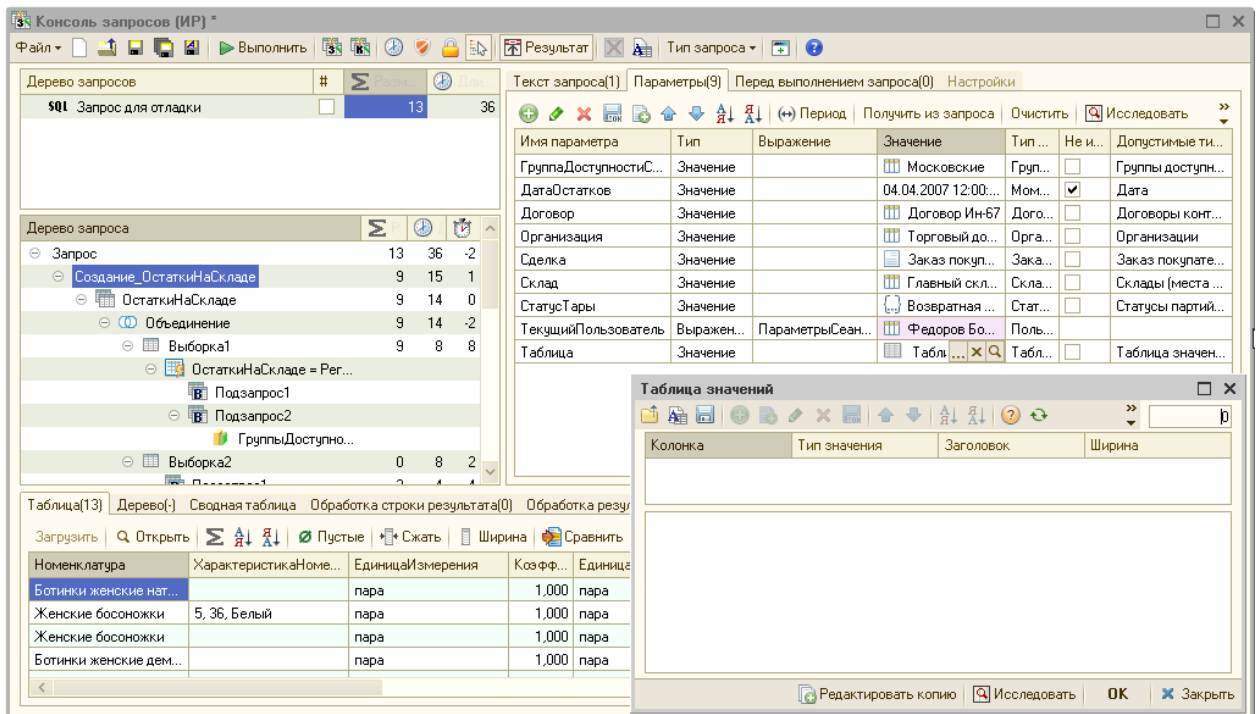 Консоль запросов (ИР) *
Файл Выполнить Результат Тип запроса
Дерево запросов # Разм... Дли...
SQL Запрос для отладки 13 36
Текст запроса(1) Параметры(9) Перед выполнением запроса(0) Настройки
Период Получить из запроса Очистить Исследовать
Имя параметра Тип Выражение Значение Тип ... Не и... Допустимые ти...
ГруппаДоступностиС... Значение Московские Груп... Группы доступн...
ДатаОстатков Значение 04.04.2007 12:00:... Мом... Дата
Договор Значение Договор Ин-67 Дого... Договоры конт...
Организация Значение Торговый до... Орга... Организации
Сделка Значение Заказ покуп... Зака... Заказ покупате...
Склад Значение Главный скл... Скла... Склады (места ...
СтатусТары Значение Возвратная ... Стат... Статусы партий...
ТекущийПользователь Выражен... ПараметрыСеан... Федоров Бо... Поль...
Таблица Значение Табл ... Табл... Таблица значен...
Дерево запроса
Запрос 13 36 -2
Создание_ОстаткиНаСкладе 9 15 1
ОстаткиНаСкладе 9 14 0
Объединение 9 14 -2
Выборка1 9 8 8
ОстаткиНаСкладе = Рег...
Подзапрос1
Подзапрос2
ГруппыДоступно...
Выборка2 0 8 2
Таблица значений
0
Колонка Тип значения Заголовок Ширина
Редактировать копию Исследовать OK Закрыть
Таблица(13) Дерево(-) Сводная таблица Обработка строки результата(0) Обработка резу
Загрузить Открыть Пустые Сжать Ширина Сравнить
Номенклатура ХарактеристикаНоме... ЕдиницаИзмерения Коэфф... Единица
Ботинки женские нат... пара 1,000 пара
Женские босоножки 5, 36, Белый пара 1,000 пара
Женские босоножки пара 1,000 пара
Ботинки женские дем... пара 1,000 пара